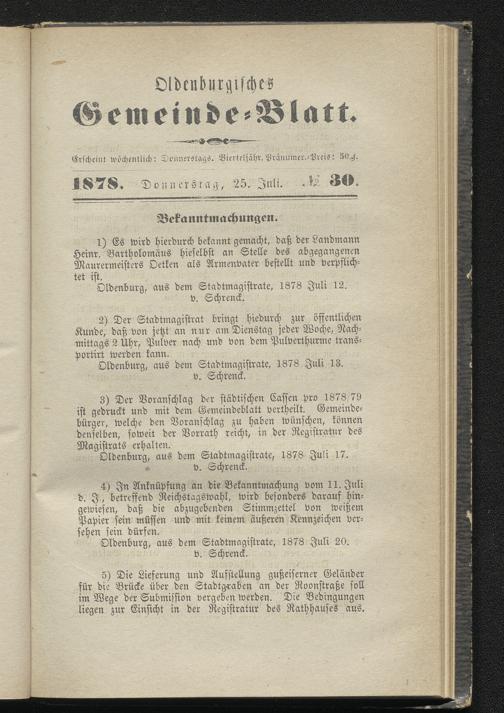 Oldenburgisches
Gemeinde-Blatt.
Erscheint wöchentlich: Donnerstags. Vierteljähr. Pränumer.-Preis: 50 ₰.
1878. Donnerstag, 25. Juli. № 30.
Bekanntmachungen.
1) Es wird hierdurch bekannt gemacht, daß der Landmann
Heinr. Bartholomäus hieselbst an Stelle des abgegangenen
Maurermeisters Oetken als Armenvater bestellt und verpflich-
tet ist.
Oldenburg, aus dem Stadtmagistrate, 1878 Juli 12.
v. Schrenck.
2) Der Stadtmagistrat bringt hiedurch zur öffentlichen
Kunde, daß von jetzt an nur am Dienstag jeder Woche, Nach-
mittags 2 Uhr, Pulver nach und von dem Pulverthurme trans-
portirt werden kann.
Oldenburg, aus dem Stadtmagistrate, 1878 Juli 13.
v. Schrenck.
3) Der Voranschlag der städtischen Cassen pro 1878/79
ist gedruckt und mit dem Gemeindeblatt vertheilt. Gemeinde-
bürger, welche den Voranschlag zu haben wünschen, können
denselben, soweit der Vorrath reicht, in der Registratur des
Magistrats erhalten.
Oldenburg, aus dem Stadtmagistrate, 1878 Juli 17.
v. Schrenck.
4) In Anknüpfung an die Bekanntmachung vom 11. Juli
d. J., betreffend Reichstagswahl, wird besonders darauf hin-
gewiesen, daß die abzugebenden Stimmzettel von weißem
Papier sein müssen und mit keinem äußeren Kennzeichen ver-
sehen sein dürfen.
Oldenburg, aus dem Stadtmagistrate, 1878 Juli 20.
v. Schrenck.
5) Die Lieferung und Aufstellung gußeiserner Geländer
für die Brücke über den Stadtgraben an der Roonstraße soll
im Wege der Submission vergeben werden. Die Bedingungen
liegen zur Einsicht in der Registratur des Rathhauses aus.